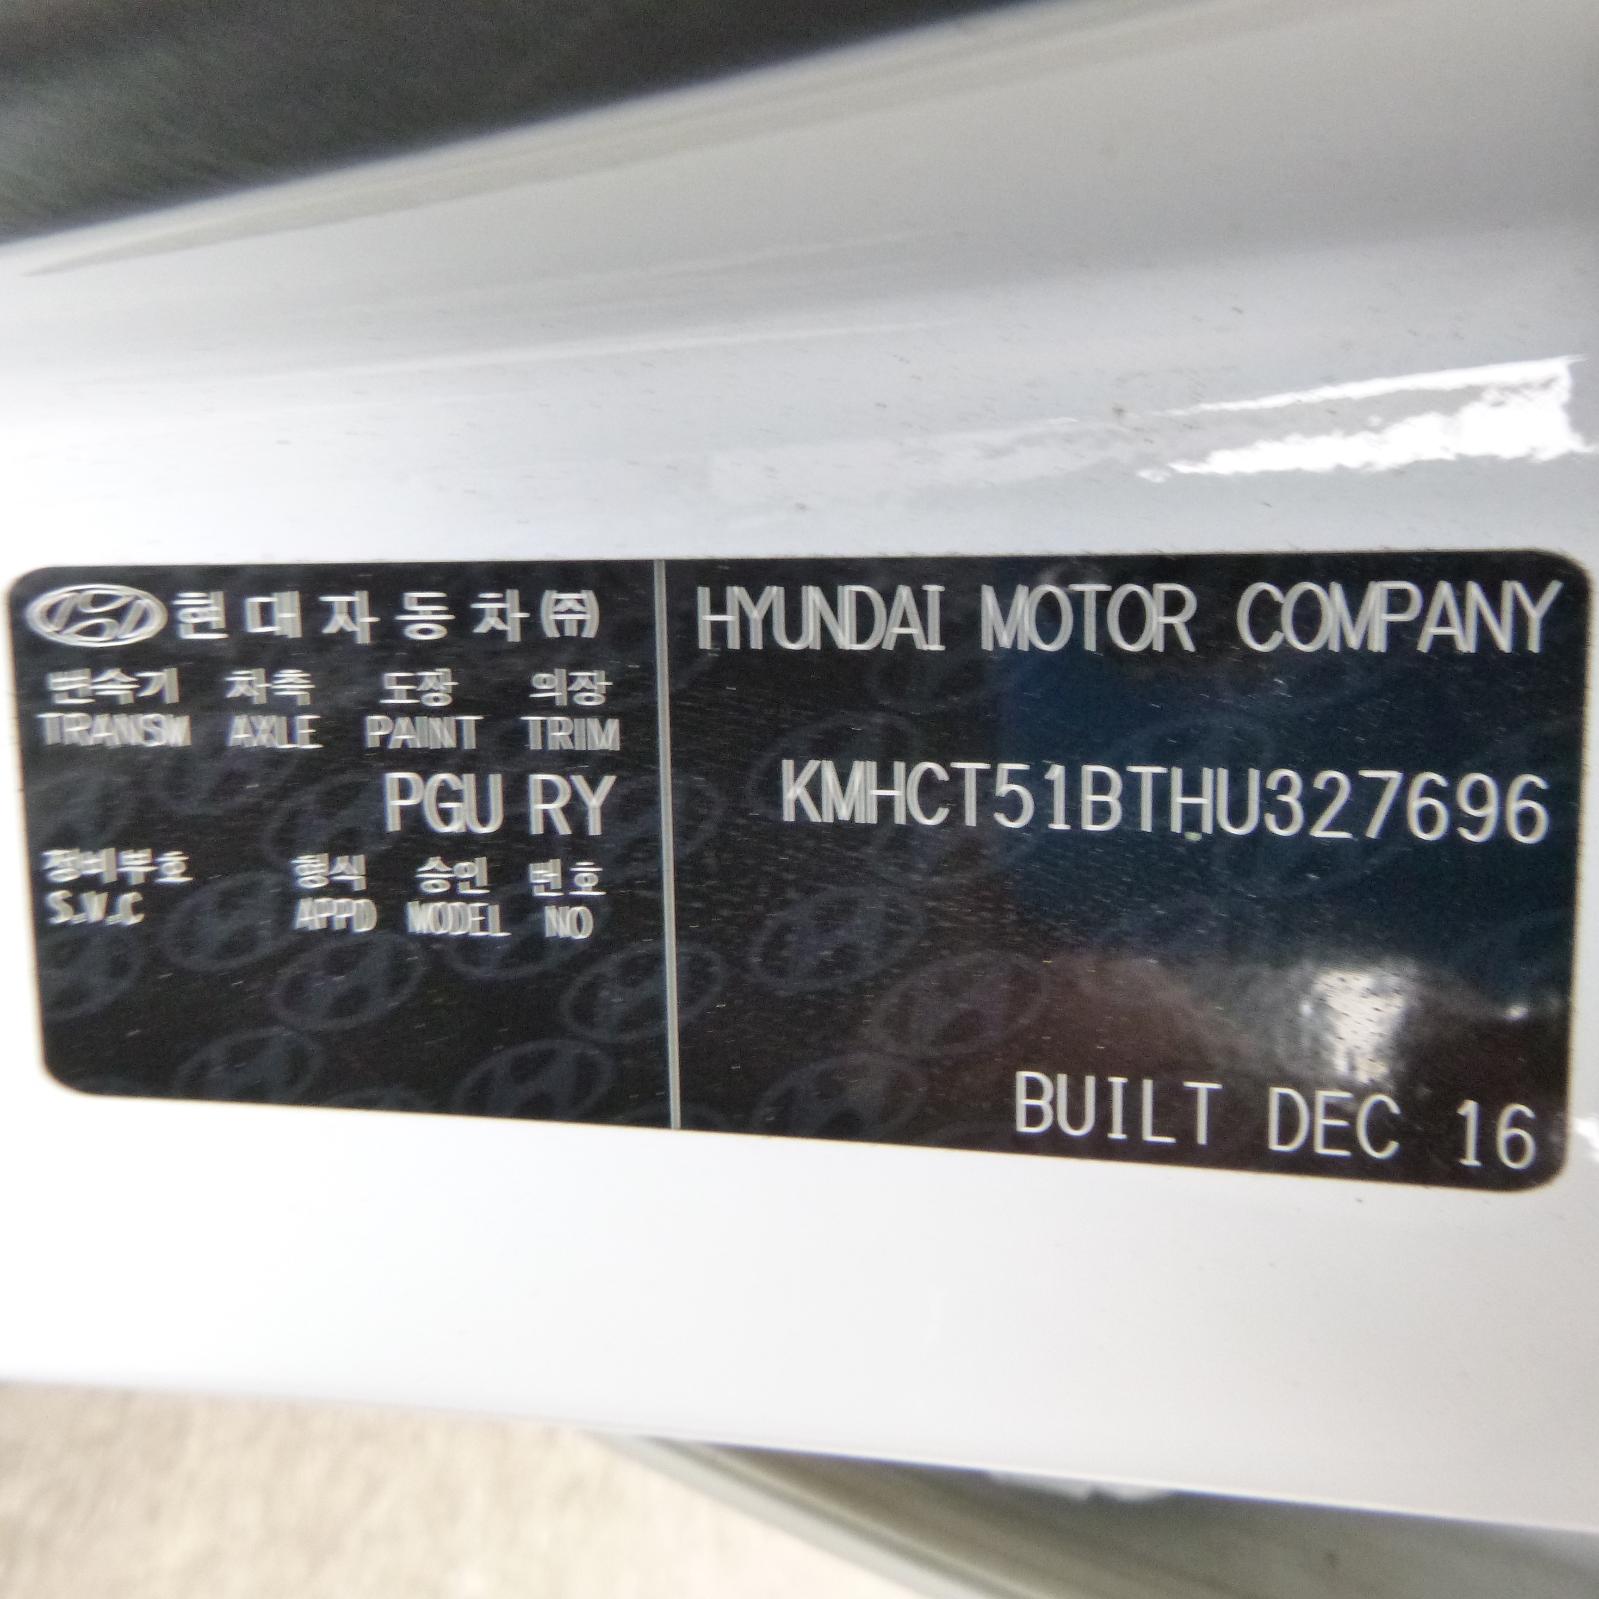 현대자동차㈜
변속기 차축 도장 의장
TRANSM AXLE PAINT TRIM
PGU RY
정비부호 형식 승인 번호
S.V.C APPD MODEL NO
HYUNDAI MOTOR COMPANY
KMHCT51BTHU327696
BUILT DEC 16